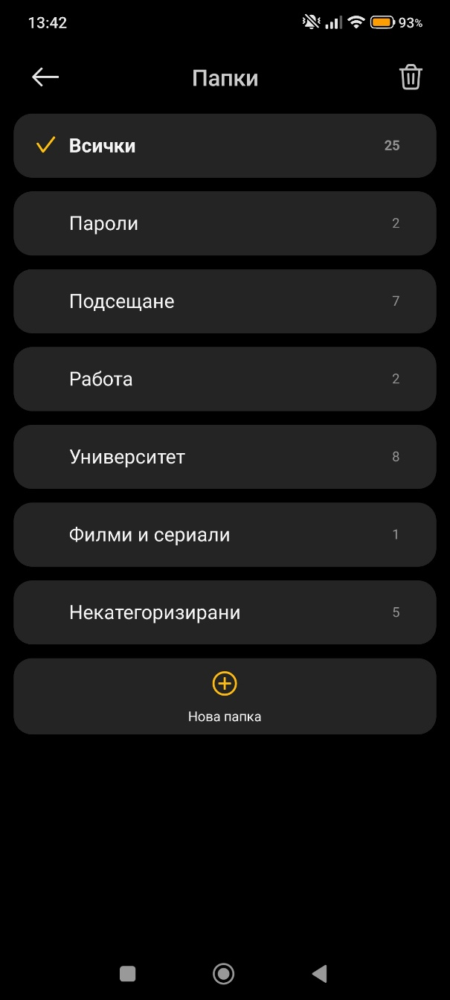 13:42 93%
Папки
Всички 25
Пароли 2
Подсещане 7
Работа 2
Университет 8
Филми и сериали 1
Некатегоризирани 5
Нова папка